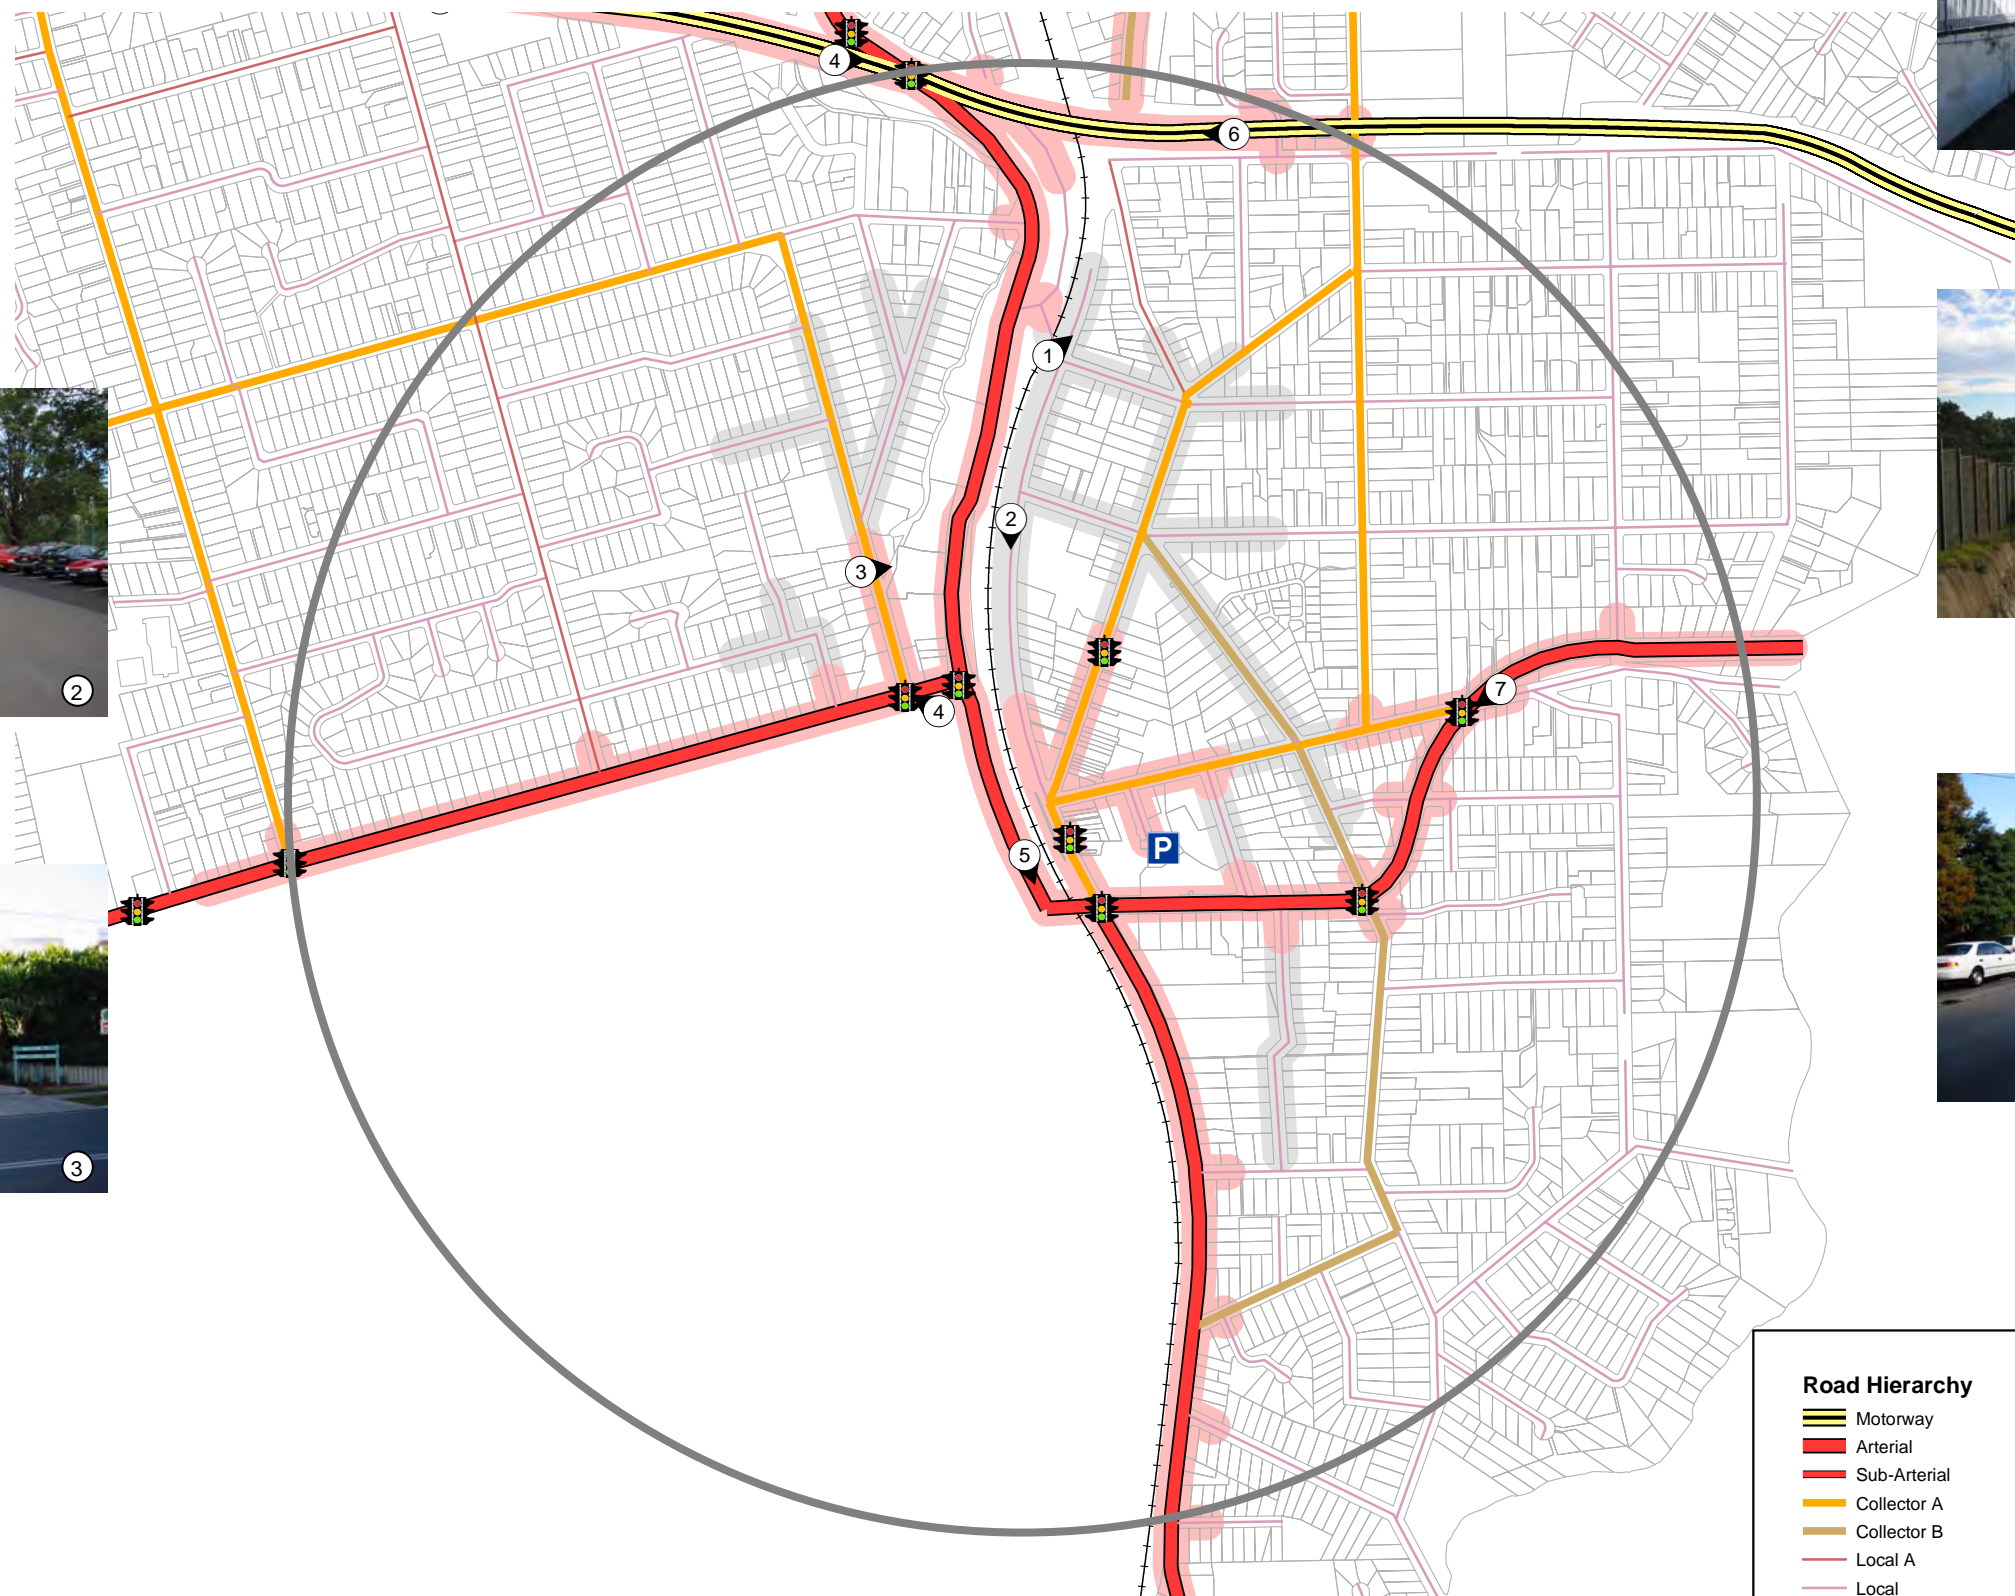 4
6
1
2
3
4
7
5
P
2
3
Road Hierarchy
Motorway
Arterial
Sub-Arterial
Collector A
Collector B
Local A
Local